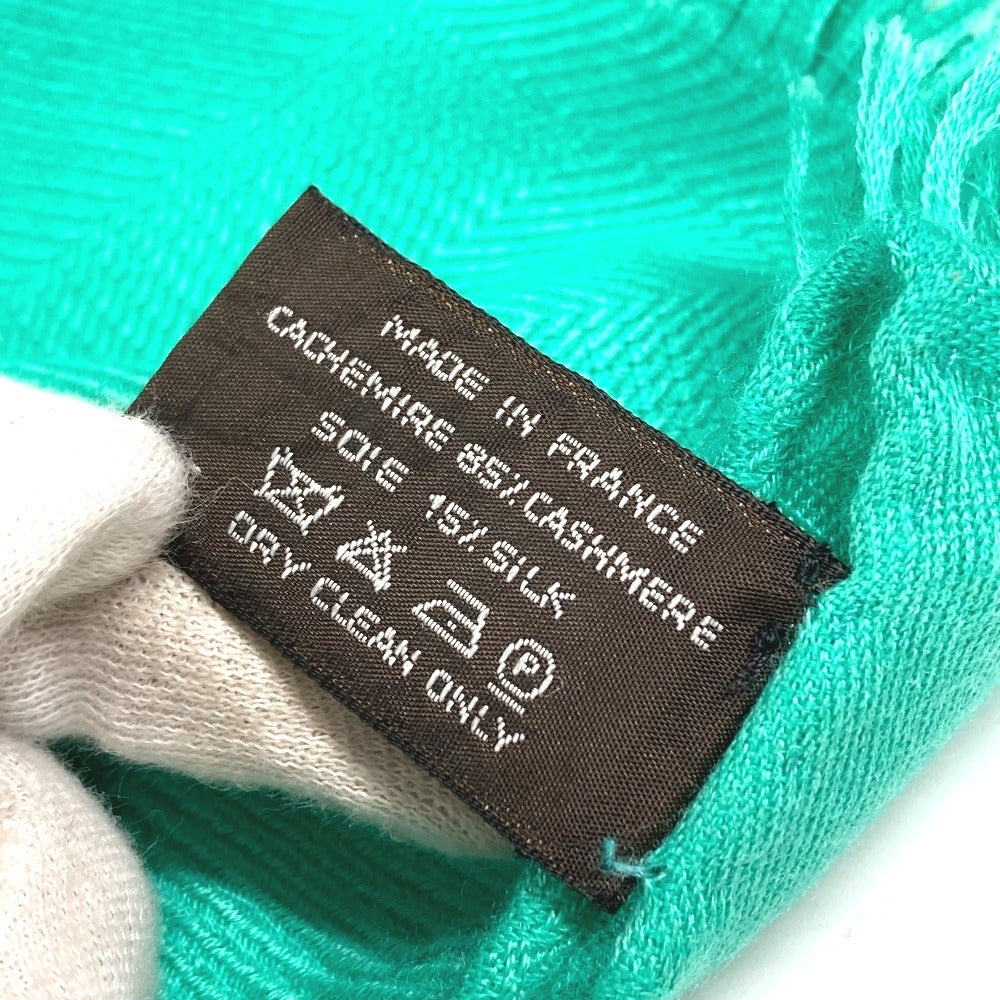 MADE IN FRANCE
CACHEMIRE 85% CASHMERE
SOIE 15% SILK
P
DRY CLEAN ONLY